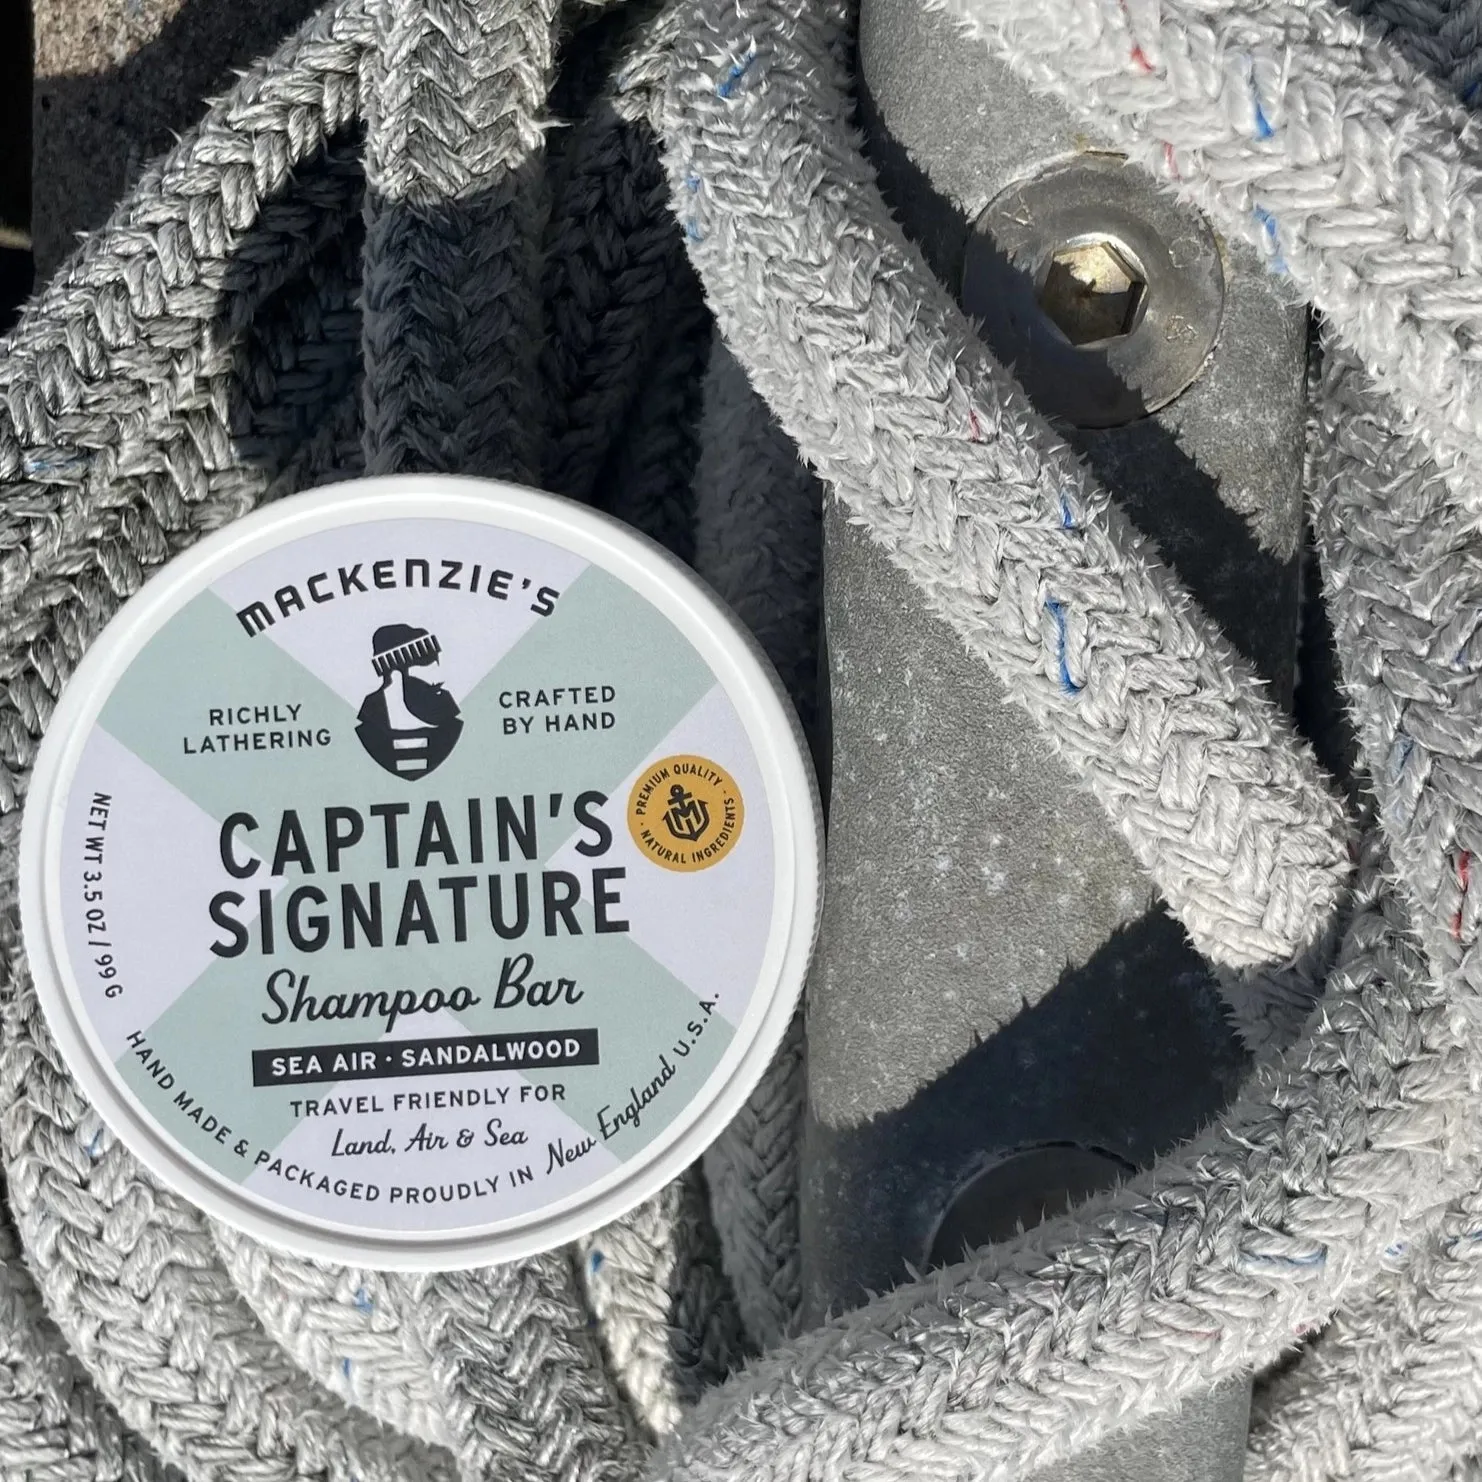 MACKENZIE'S
RICHLY
LATHERING
CRAFTED
BY HAND
PREMIUM QUALITY
NATURAL INGREDIENTS
CAPTAIN'S
SIGNATURE
Shampoo Bar
SEA AIR · SANDALWOOD
TRAVEL FRIENDLY FOR
Land, Air & Sea
NET WT 3.5 OZ / 99 G
HAND MADE & PACKAGED PROUDLY IN New England U.S.A.